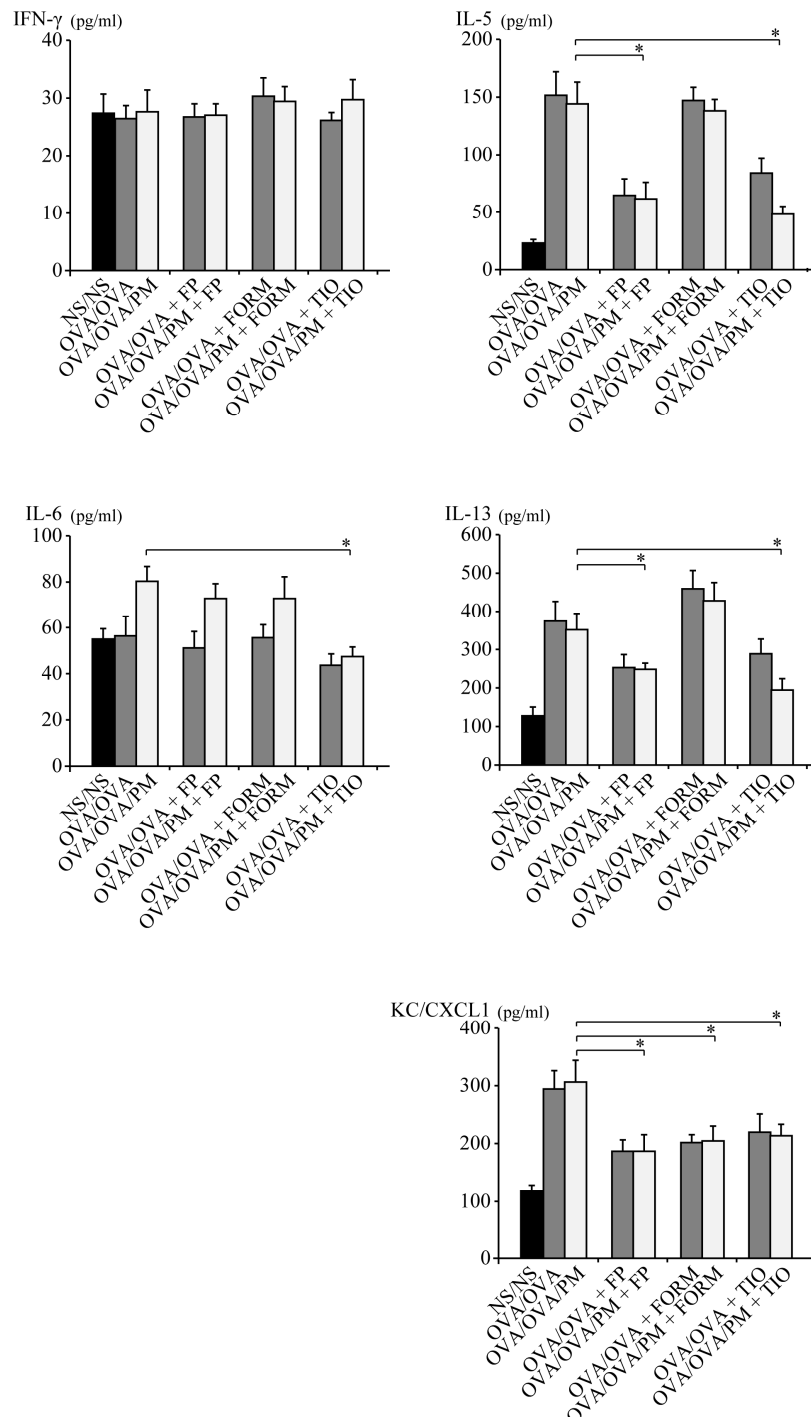 IFN-γ (pg/ml)
40
30
20
10
0
NS/NS
OVA/OVA
OVA/OVA/PM
OVA/OVA + FP
OVA/OVA/PM + FP
OVA/OVA + FORM
OVA/OVA/PM + FORM
OVA/OVA + TIO
OVA/OVA/PM + TIO
IL-5 (pg/ml)
200
150
100
50
0
*
*
NS/NS
OVA/OVA
OVA/OVA/PM
OVA/OVA + FP
OVA/OVA/PM + FP
OVA/OVA + FORM
OVA/OVA/PM + FORM
OVA/OVA + TIO
OVA/OVA/PM + TIO
IL-6 (pg/ml)
100
80
60
40
20
0
*
NS/NS
OVA/OVA
OVA/OVA/PM
OVA/OVA + FP
OVA/OVA/PM + FP
OVA/OVA + FORM
OVA/OVA/PM + FORM
OVA/OVA + TIO
OVA/OVA/PM + TIO
IL-13 (pg/ml)
600
500
400
300
200
100
0
*
*
NS/NS
OVA/OVA
OVA/OVA/PM
OVA/OVA + FP
OVA/OVA/PM + FP
OVA/OVA + FORM
OVA/OVA/PM + FORM
OVA/OVA + TIO
OVA/OVA/PM + TIO
KC/CXCL1 (pg/ml)
400
300
200
100
0
*
*
*
NS/NS
OVA/OVA
OVA/OVA/PM
OVA/OVA + FP
OVA/OVA/PM + FP
OVA/OVA + FORM
OVA/OVA/PM + FORM
OVA/OVA + TIO
OVA/OVA/PM + TIO